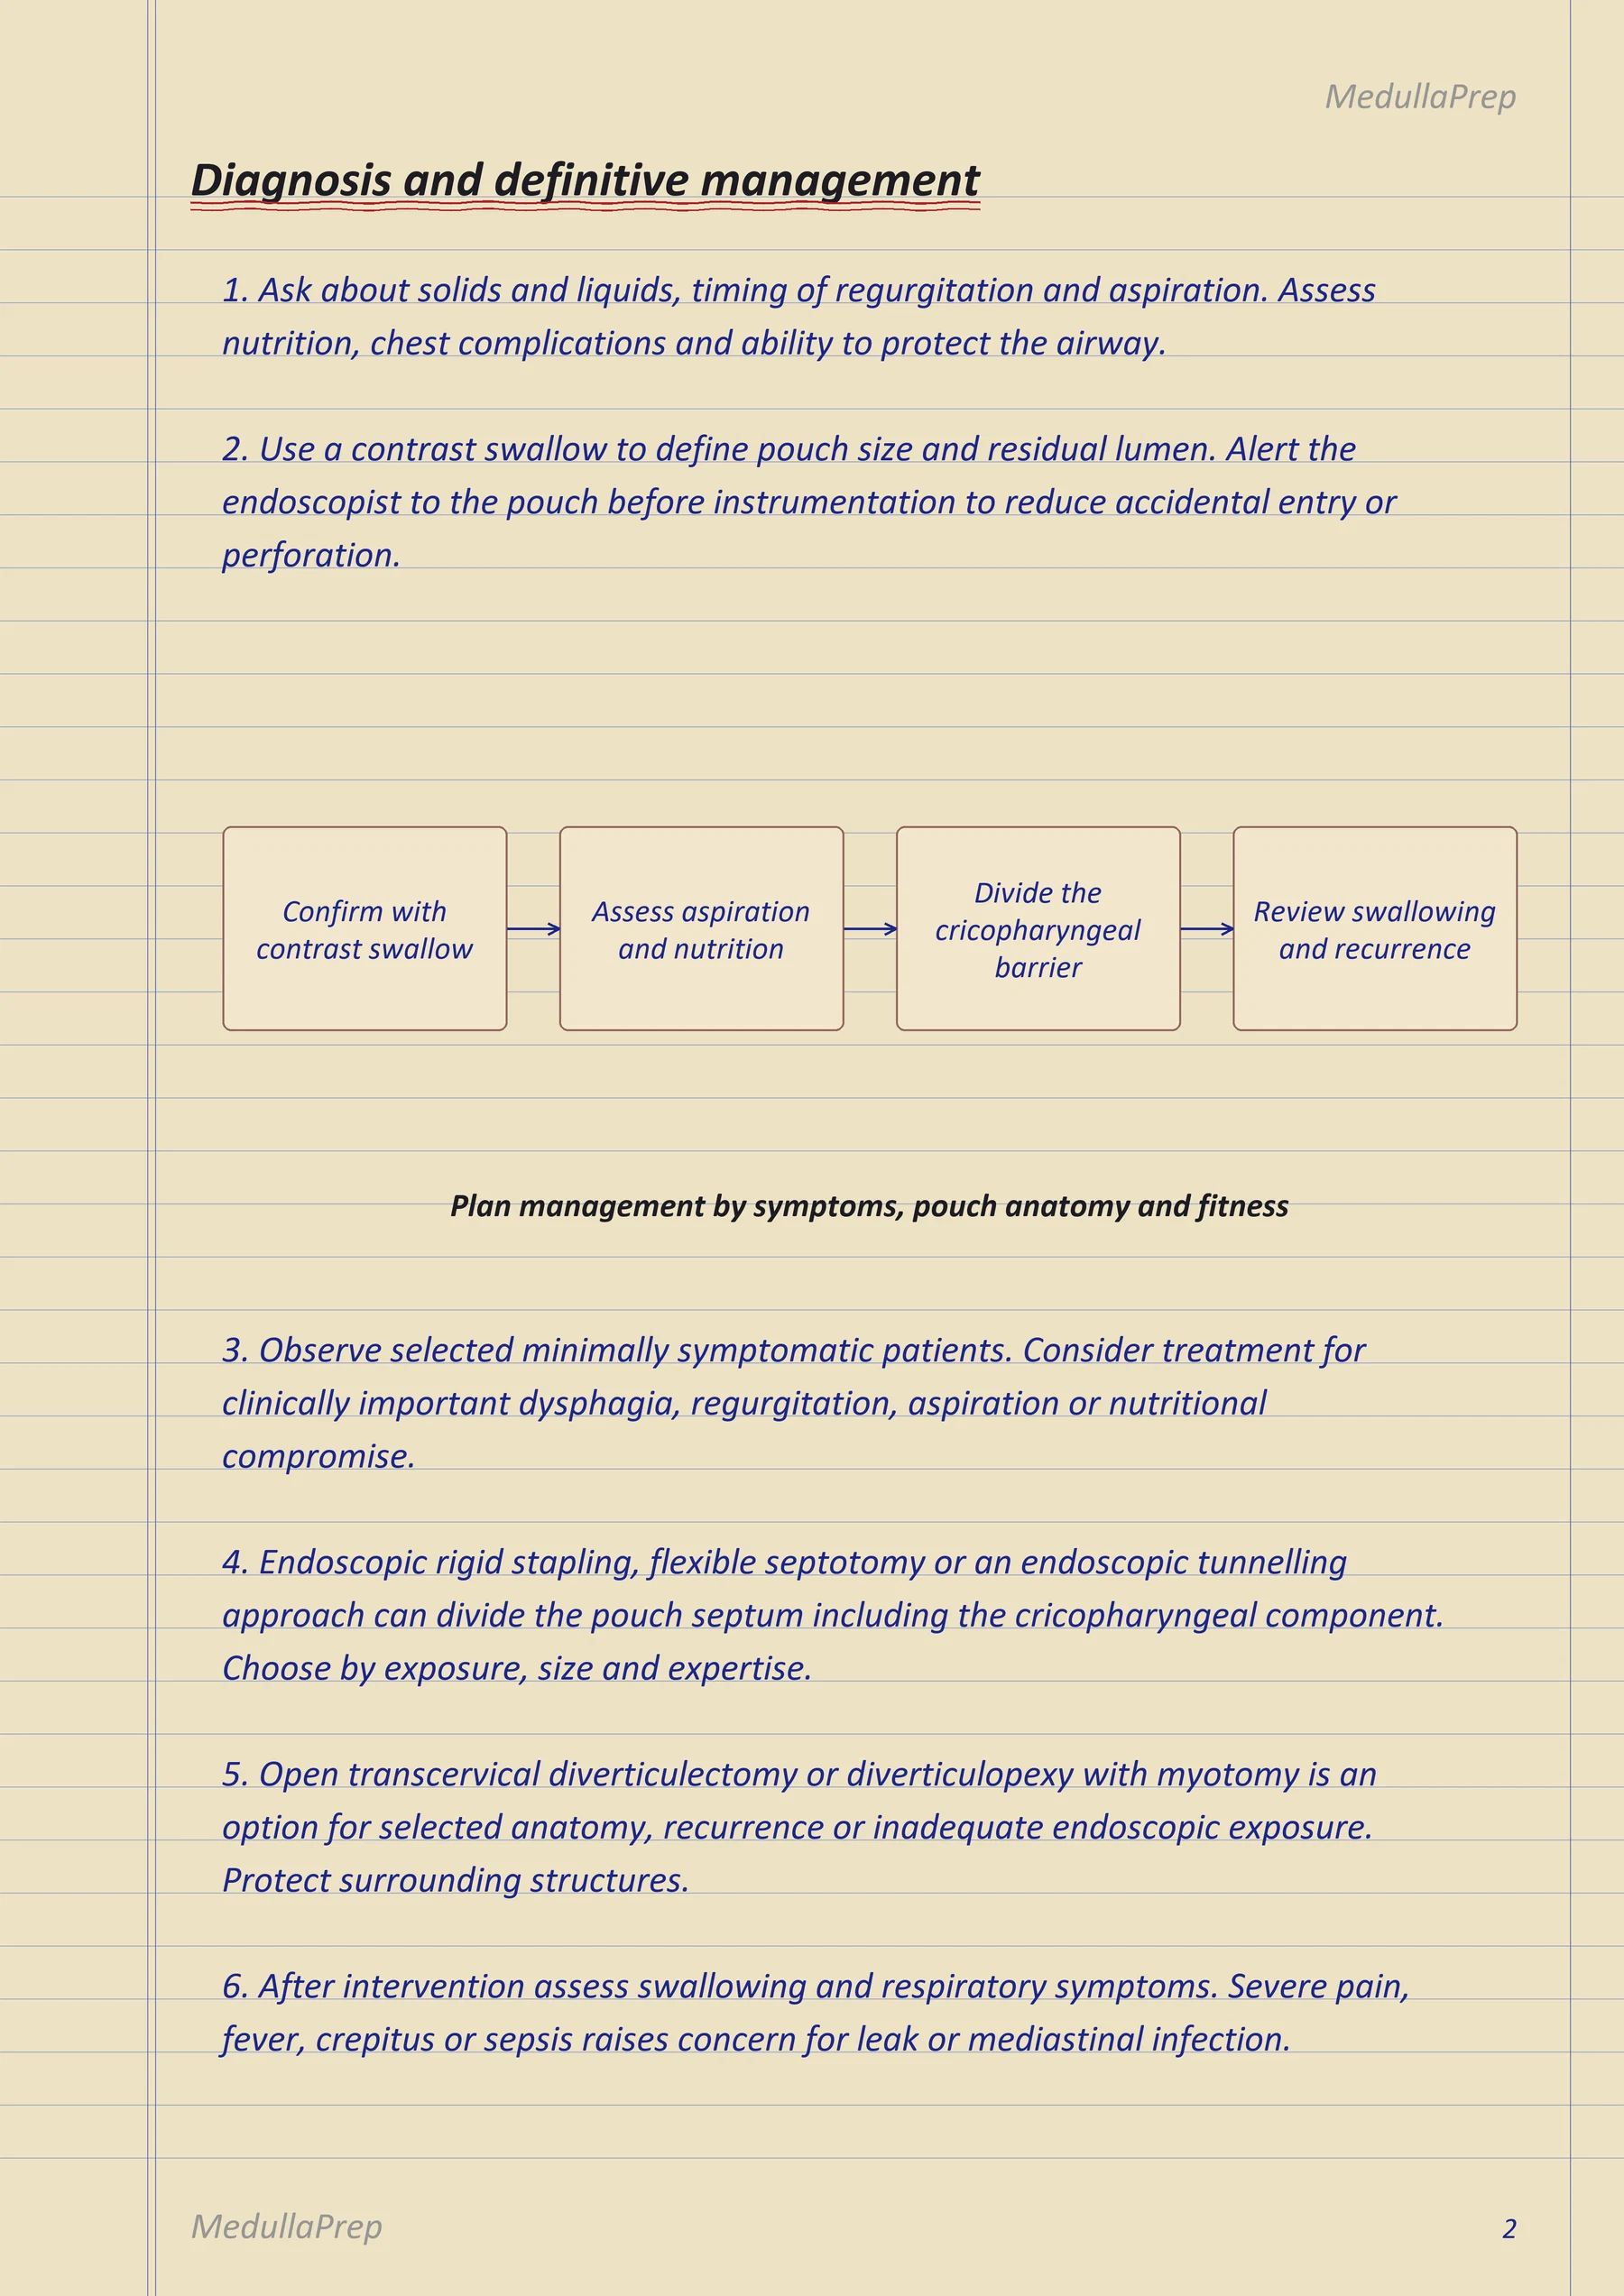 MedullaPrep
Diagnosis and definitive management
1. Ask about solids and liquids, timing of regurgitation and aspiration. Assess
nutrition, chest complications and ability to protect the airway.
2. Use a contrast swallow to define pouch size and residual lumen. Alert the
endoscopist to the pouch before instrumentation to reduce accidental entry or
perforation.
Confirm with
contrast swallow
Assess aspiration
and nutrition
Divide the
cricopharyngeal
barrier
Review swallowing
and recurrence
Plan management by symptoms, pouch anatomy and fitness
3. Observe selected minimally symptomatic patients. Consider treatment for
clinically important dysphagia, regurgitation, aspiration or nutritional
compromise.
4. Endoscopic rigid stapling, flexible septotomy or an endoscopic tunnelling
approach can divide the pouch septum including the cricopharyngeal component.
Choose by exposure, size and expertise.
5. Open transcervical diverticulectomy or diverticulopexy with myotomy is an
option for selected anatomy, recurrence or inadequate endoscopic exposure.
Protect surrounding structures.
6. After intervention assess swallowing and respiratory symptoms. Severe pain,
fever, crepitus or sepsis raises concern for leak or mediastinal infection.
MedullaPrep
2